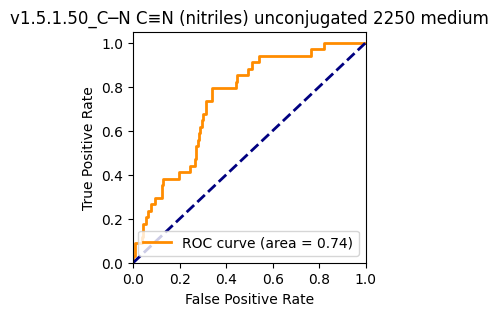 v1.5.1.50_C─N C≡N (nitriles) unconjugated 2250 medium
1.0
0.8
0.6
0.4
0.2
0.0
True Positive Rate
ROC curve (area = 0.74)
0.0 0.2 0.4 0.6 0.8 1.0
False Positive Rate